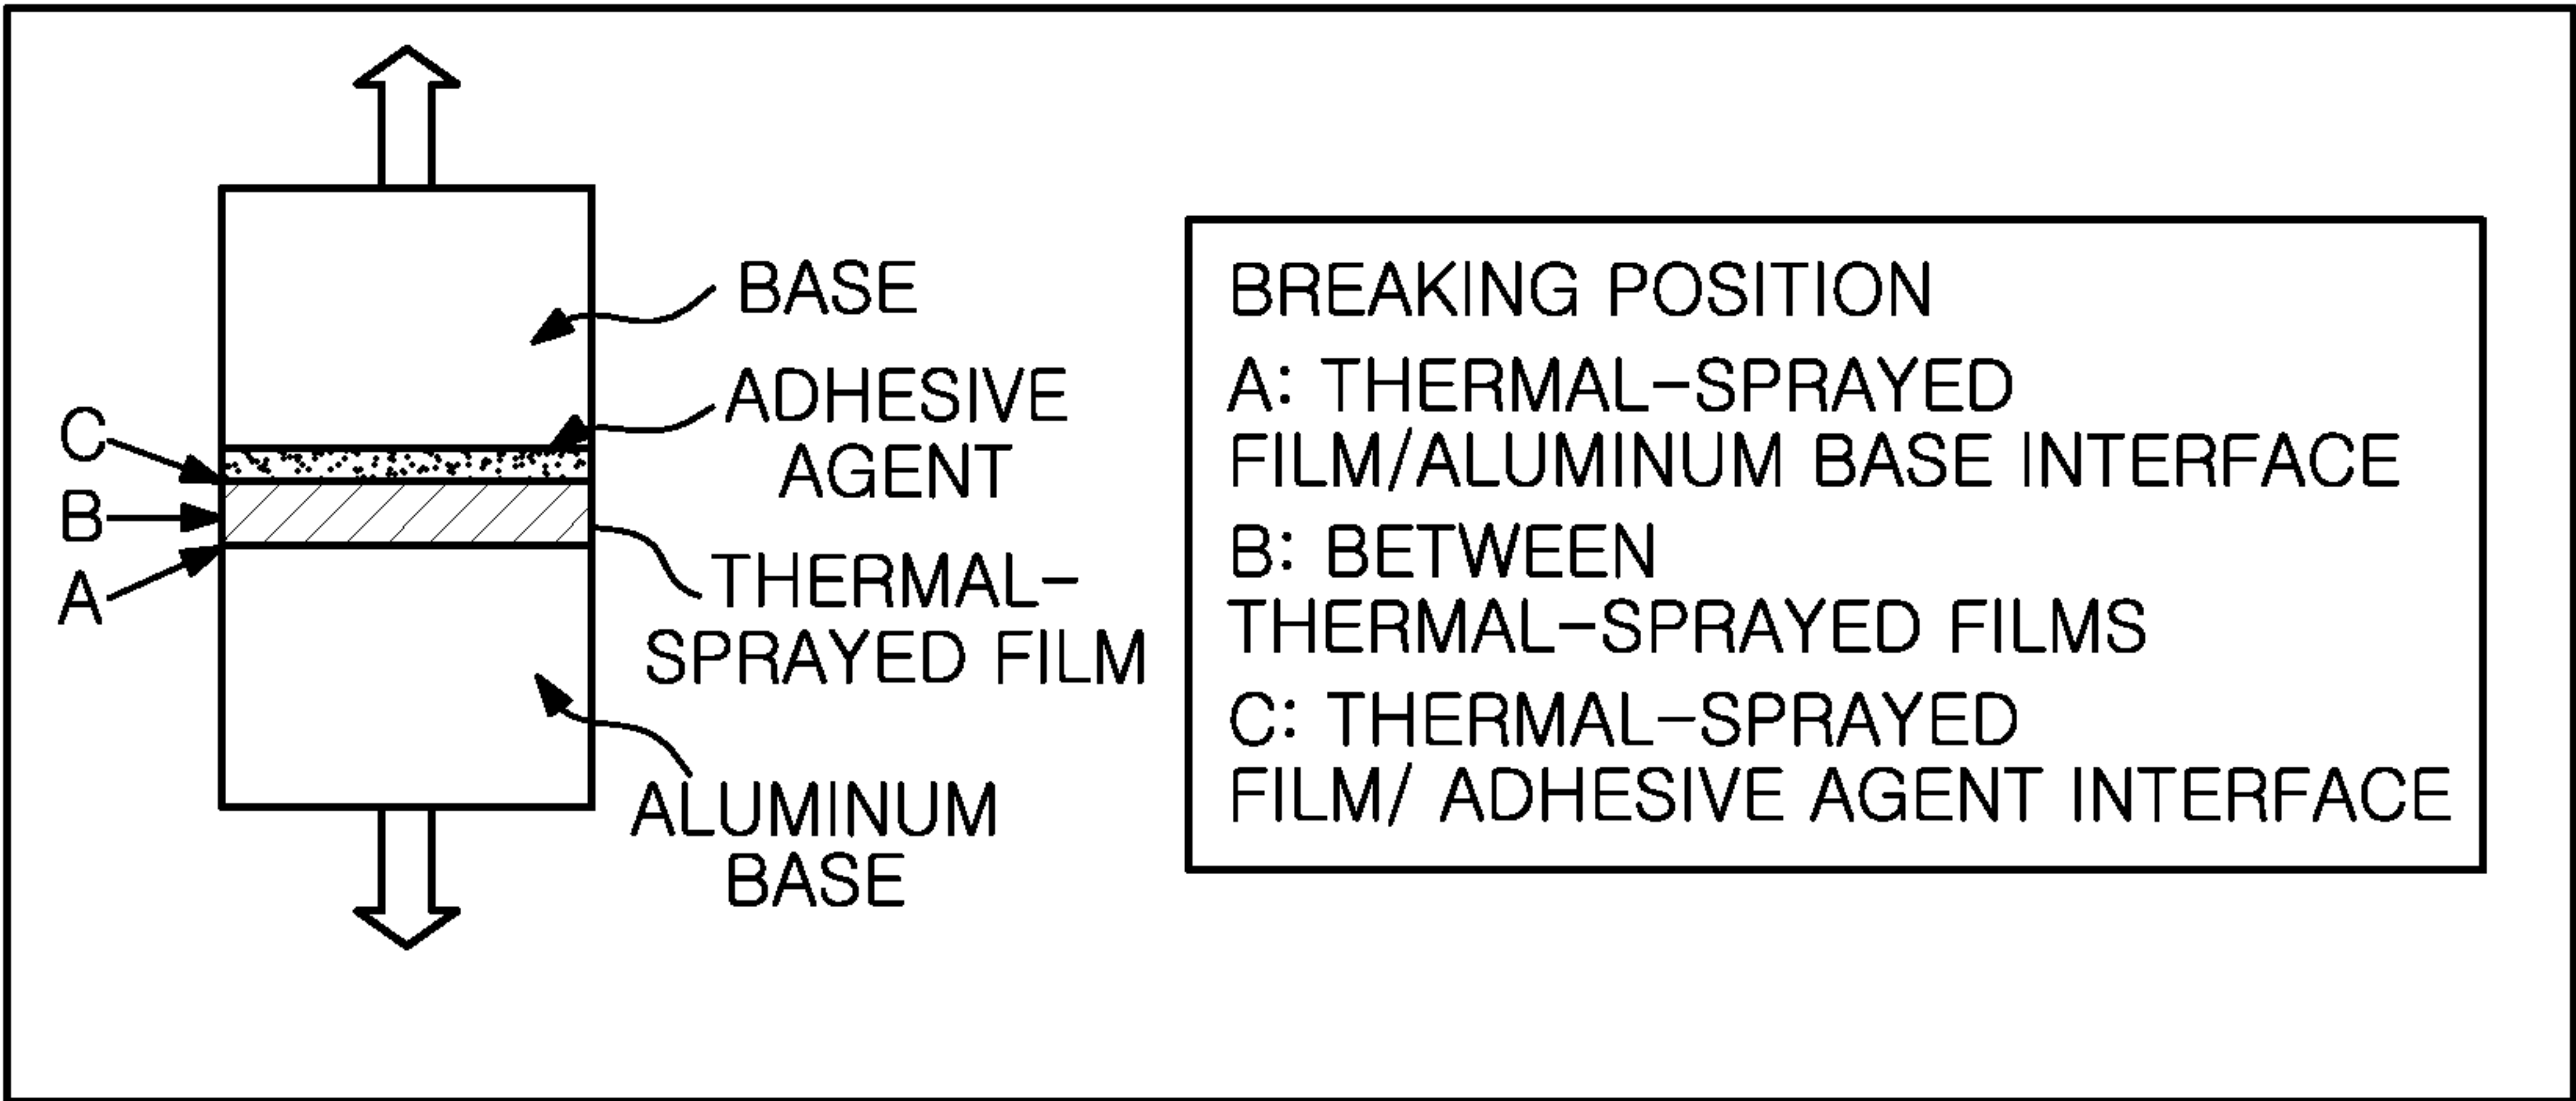 BASE
ADHESIVE
AGENT
C
B
A
THERMAL-
SPRAYED FILM
ALUMINUM
BASE
BREAKING POSITION
A: THERMAL-SPRAYED
FILM/ALUMINUM BASE INTERFACE
B: BETWEEN
THERMAL-SPRAYED FILMS
C: THERMAL-SPRAYED
FILM/ ADHESIVE AGENT INTERFACE